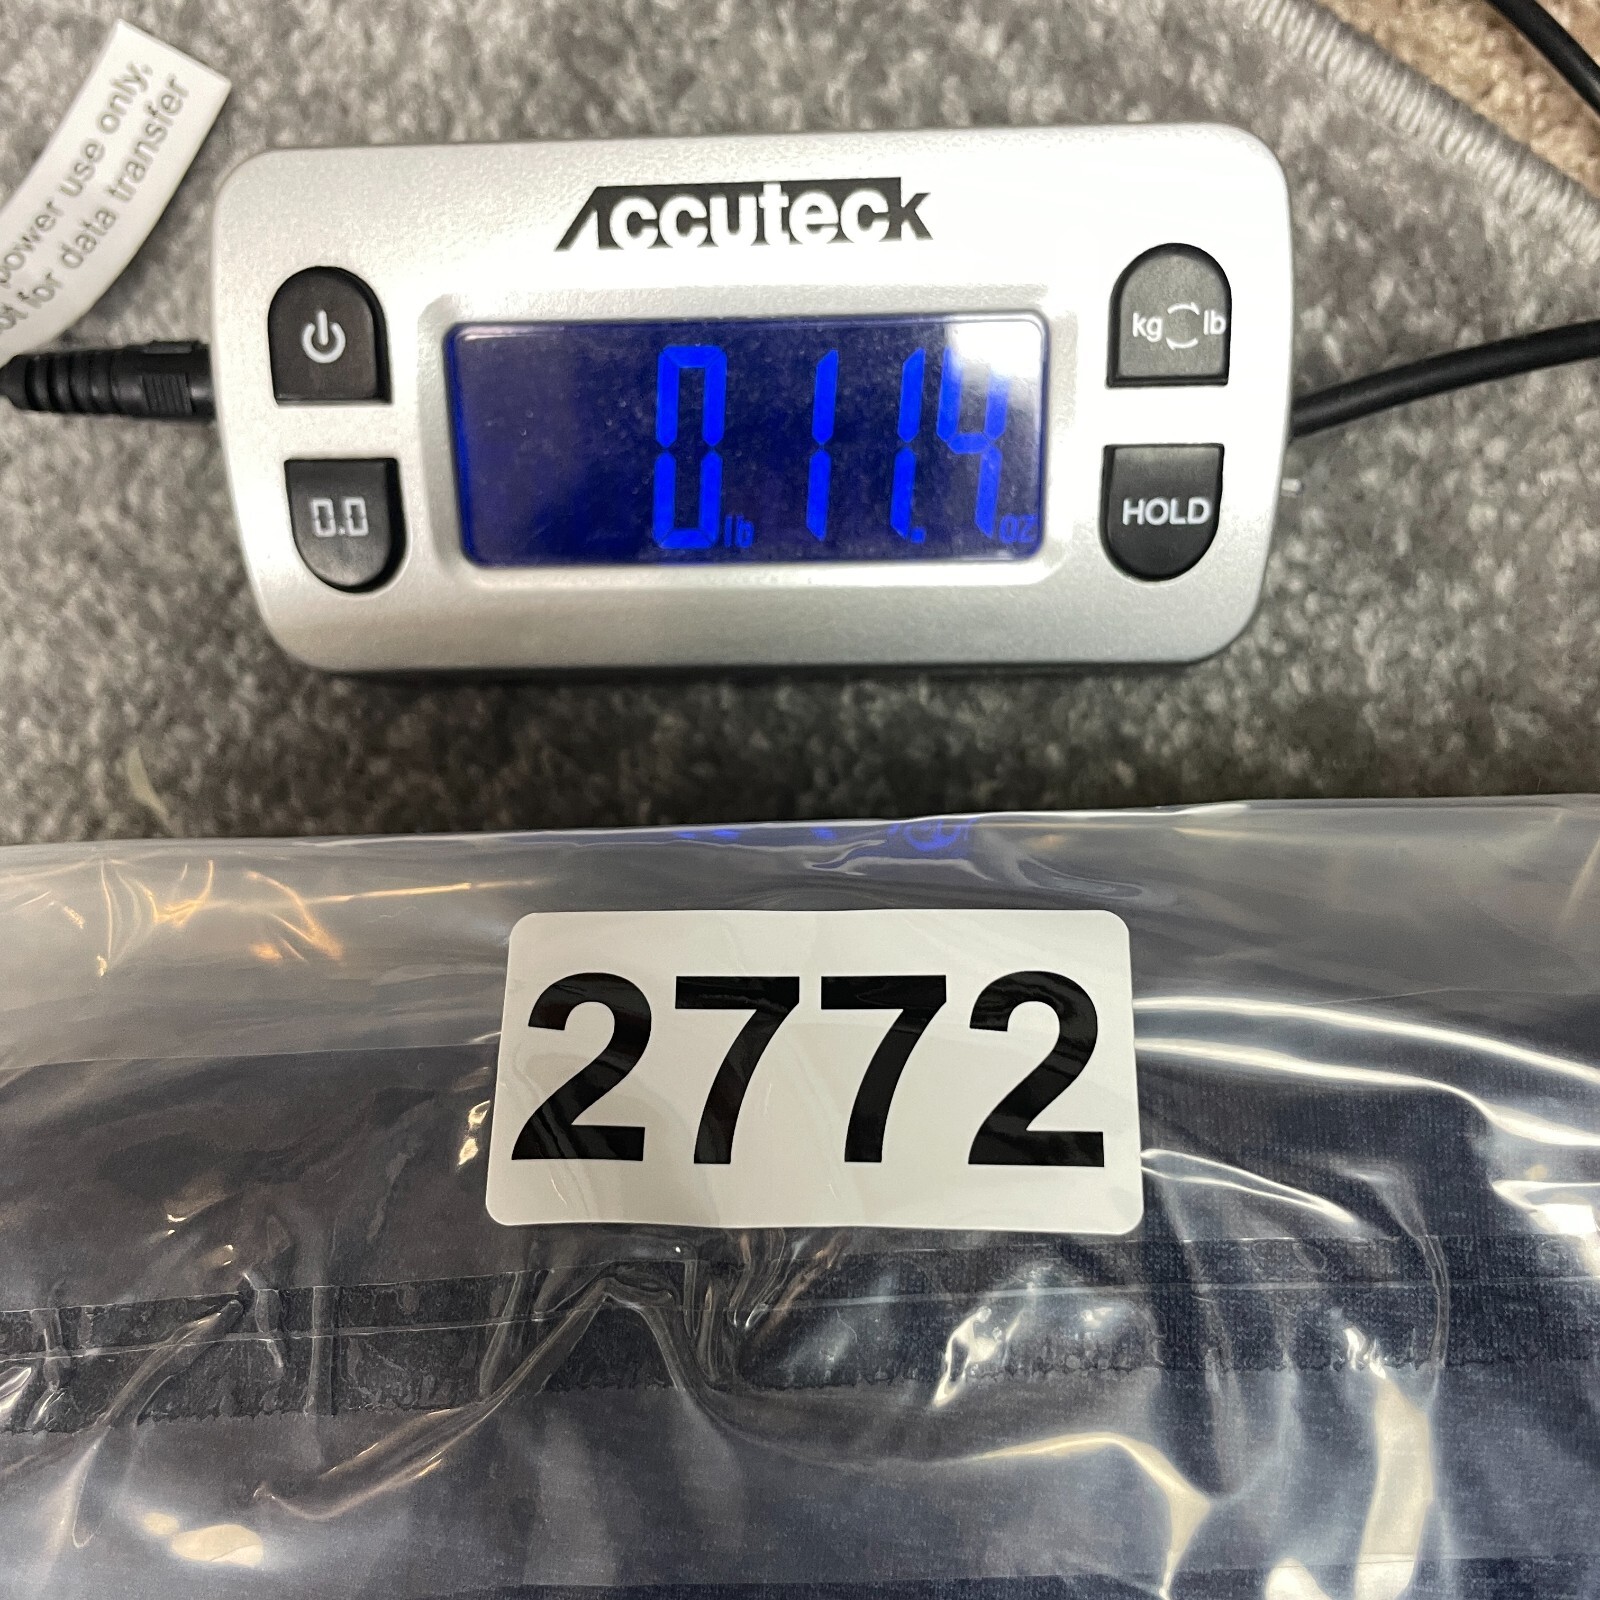 power use only.
ot for data transfer
Accuteck
kg lb
0 lb 11.4 oz
0.0
HOLD
2772